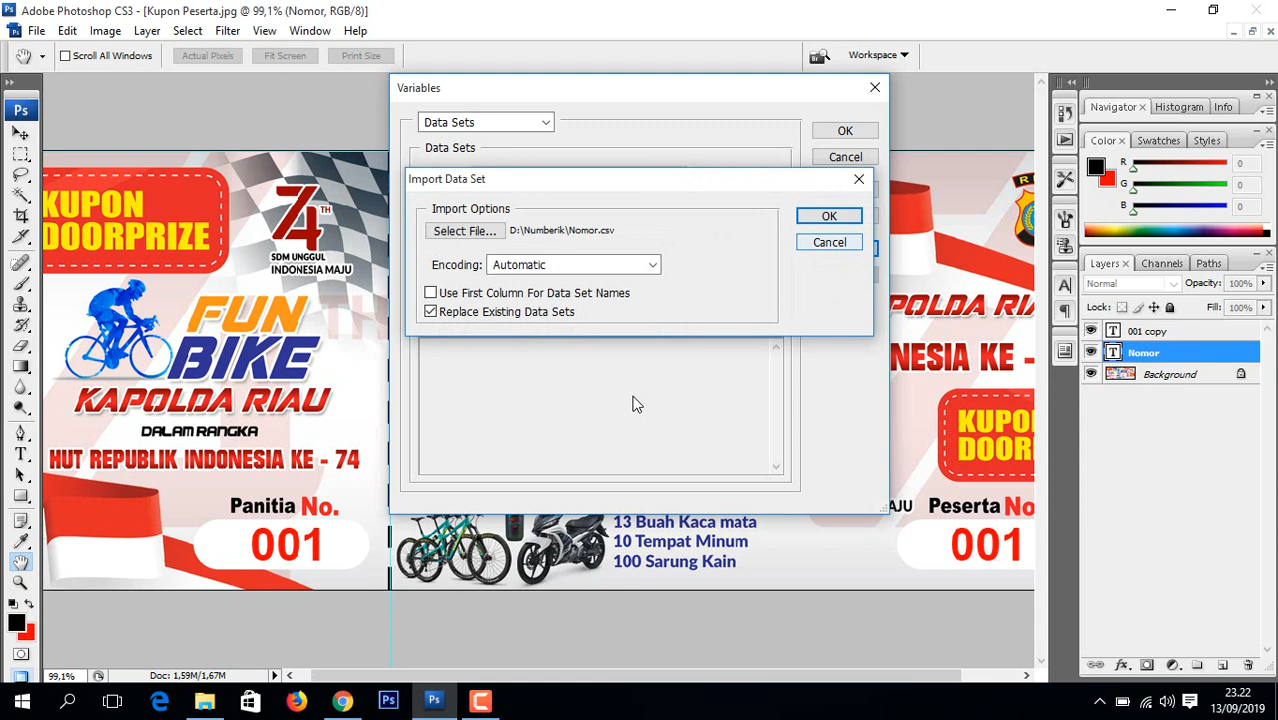 Adobe Photoshop CS3 - [Kupon Peserta.jpg @ 99,1% (Nomor, RGB/8)]
File Edit Image Layer Select Filter View Window Help
Scroll All Windows Actual Pixels Fit Screen Print Size Workspace
Variables
Data Sets
OK
Data Sets
Cancel
Import Data Set
Import Options
OK
Select File... D:\Numberik\Nomor.csv
Cancel
Encoding: Automatic
Use First Column For Data Set Names
Replace Existing Data Sets
Ps
KUPON
DOORPRIZE
74TH
SDM UNGGUL
INDONESIA MAJU
FUN
BIKE
KAPOLDA RIAU
DALAM RANGKA
HUT REPUBLIK INDONESIA KE - 74
Panitia No.
001
TH
13 Buah Kaca mata
10 Tempat Minum
100 Sarung Kain
APOLDA RIA
NESIA KE -
KUPO
DOORP
AJU
Peserta No
001
Navigator Histogram Info
Color Swatches Styles
R 0
G 0
B 0
Layers Channels Paths
Normal Opacity: 100%
Lock: Fill: 100%
T 001 copy
T Nomor
Background
99,1% Doc: 1,59M/1,67M
Ps Ps
23.22
13/09/2019